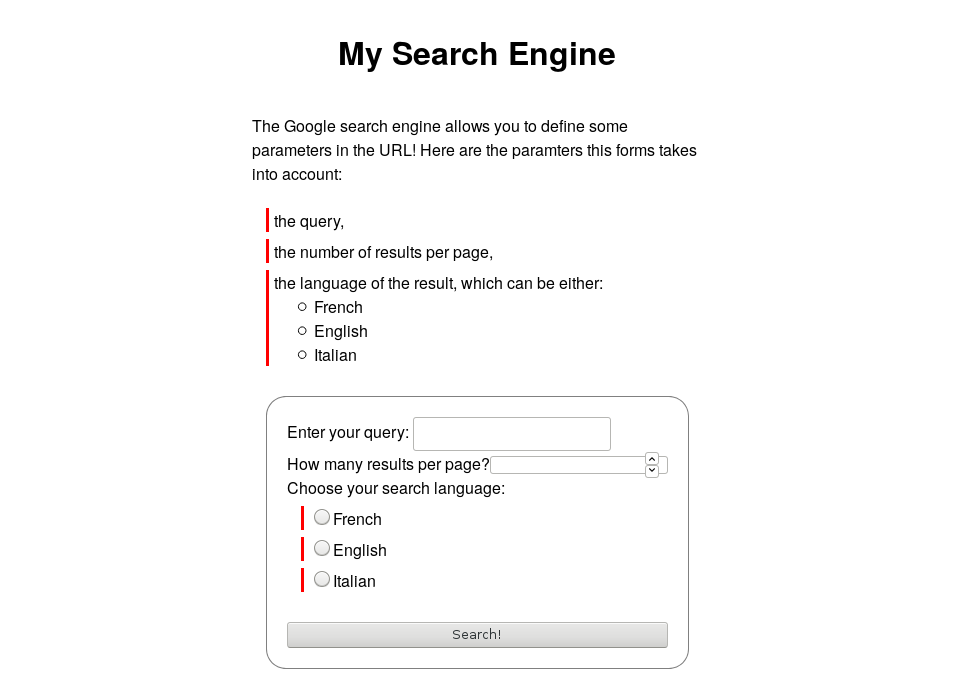 My Search Engine
The Google search engine allows you to define some
parameters in the URL! Here are the paramters this forms takes
into account:
the query,
the number of results per page,
the language of the result, which can be either:
French
English
Italian
Enter your query:
How many results per page?
Choose your search language:
French
English
Italian
Search!